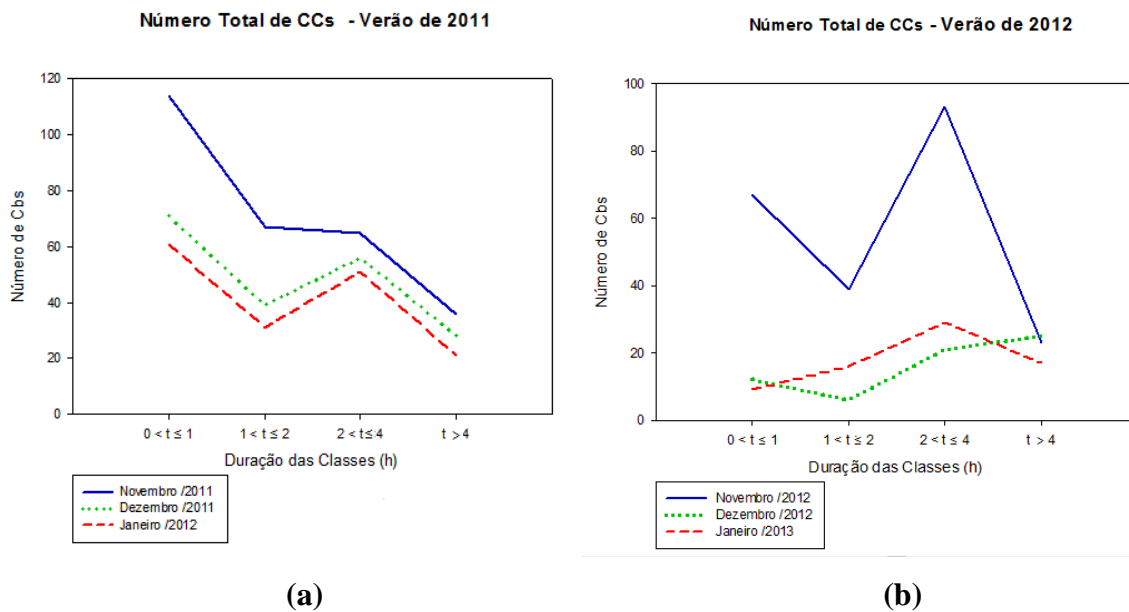 Número Total de CCs - Verão de 2011
120
100
80
60
40
20
0
Número de Cbs
0 < t ≤ 1
1 < t ≤ 2
2 < t ≤ 4
t > 4
Duração das Classes (h)
Novembro /2011
Dezembro /2011
Janeiro /2012
(a)
Número Total de CCs - Verão de 2012
100
80
60
40
20
0
Número de Cbs
0 < t ≤ 1
1 < t ≤ 2
2 < t ≤ 4
t > 4
Duração das Classes (h)
Novembro /2012
Dezembro /2012
Janeiro /2013
(b)